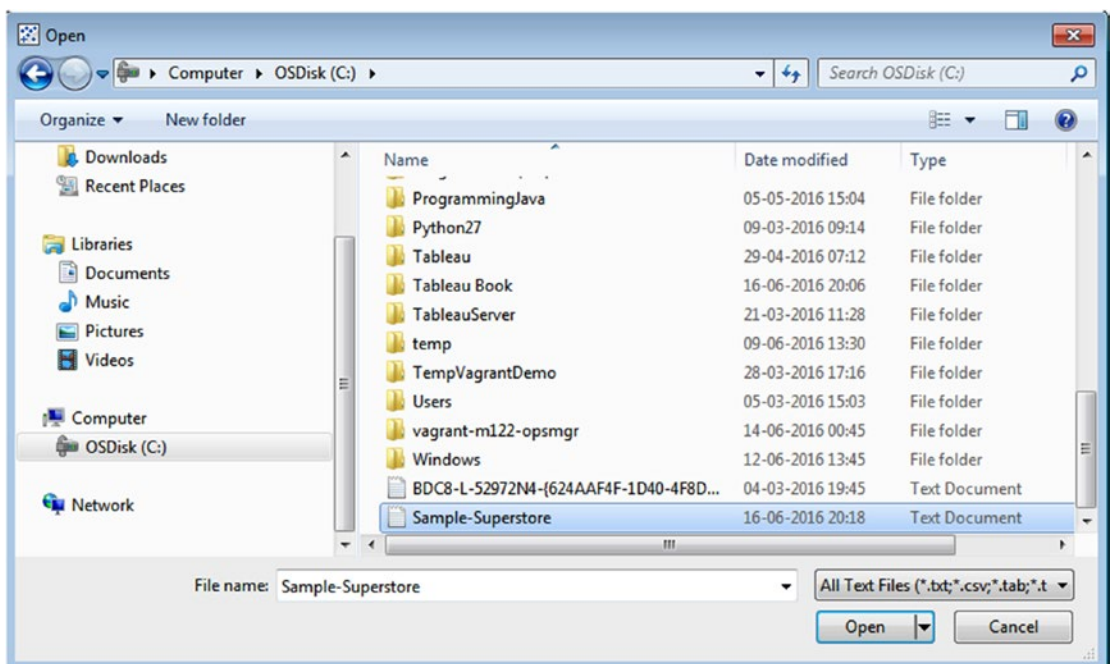 Open
Computer OSDisk (C:) Search OSDisk (C:)
Organize New folder
Downloads
Recent Places
Libraries
Documents
Music
Pictures
Videos
Computer
OSDisk (C:)
Network
Name Date modified Type
ProgrammingJava 05-05-2016 15:04 File folder
Python27 09-03-2016 09:14 File folder
Tableau 29-04-2016 07:12 File folder
Tableau Book 16-06-2016 20:06 File folder
TableauServer 21-03-2016 11:28 File folder
temp 09-06-2016 13:30 File folder
TempVagrantDemo 28-03-2016 17:16 File folder
Users 05-03-2016 15:03 File folder
vagrant-m122-opsmgr 14-06-2016 00:45 File folder
Windows 12-06-2016 13:45 File folder
BDC8-L-52972N4-{624AAF4F-1D40-4F8D... 04-03-2016 19:45 Text Document
Sample-Superstore 16-06-2016 20:18 Text Document
File name: Sample-Superstore All Text Files (*.txt;*.csv;*.tab;*.t
Open Cancel